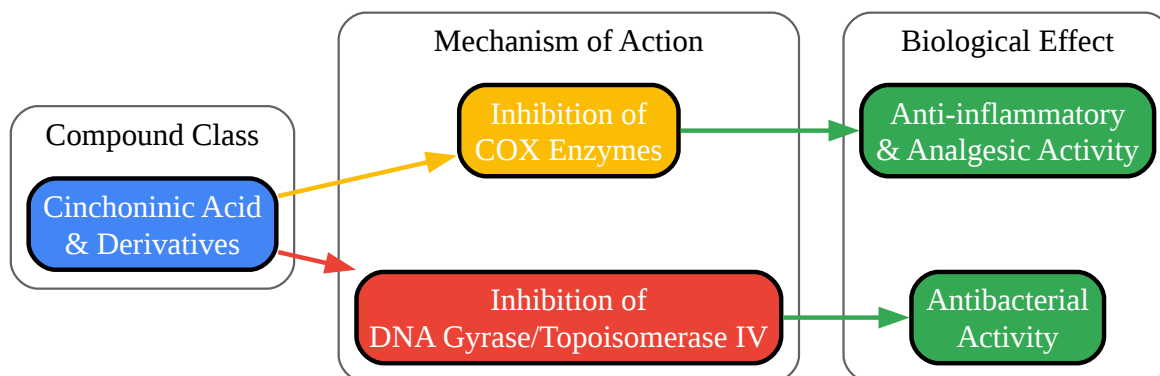 Compound Class
Cinchoninic Acid
& Derivatives
Mechanism of Action
Inhibition of
COX Enzymes
Inhibition of
DNA Gyrase/Topoisomerase IV
Biological Effect
Anti-inflammatory
& Analgesic Activity
Antibacterial
Activity